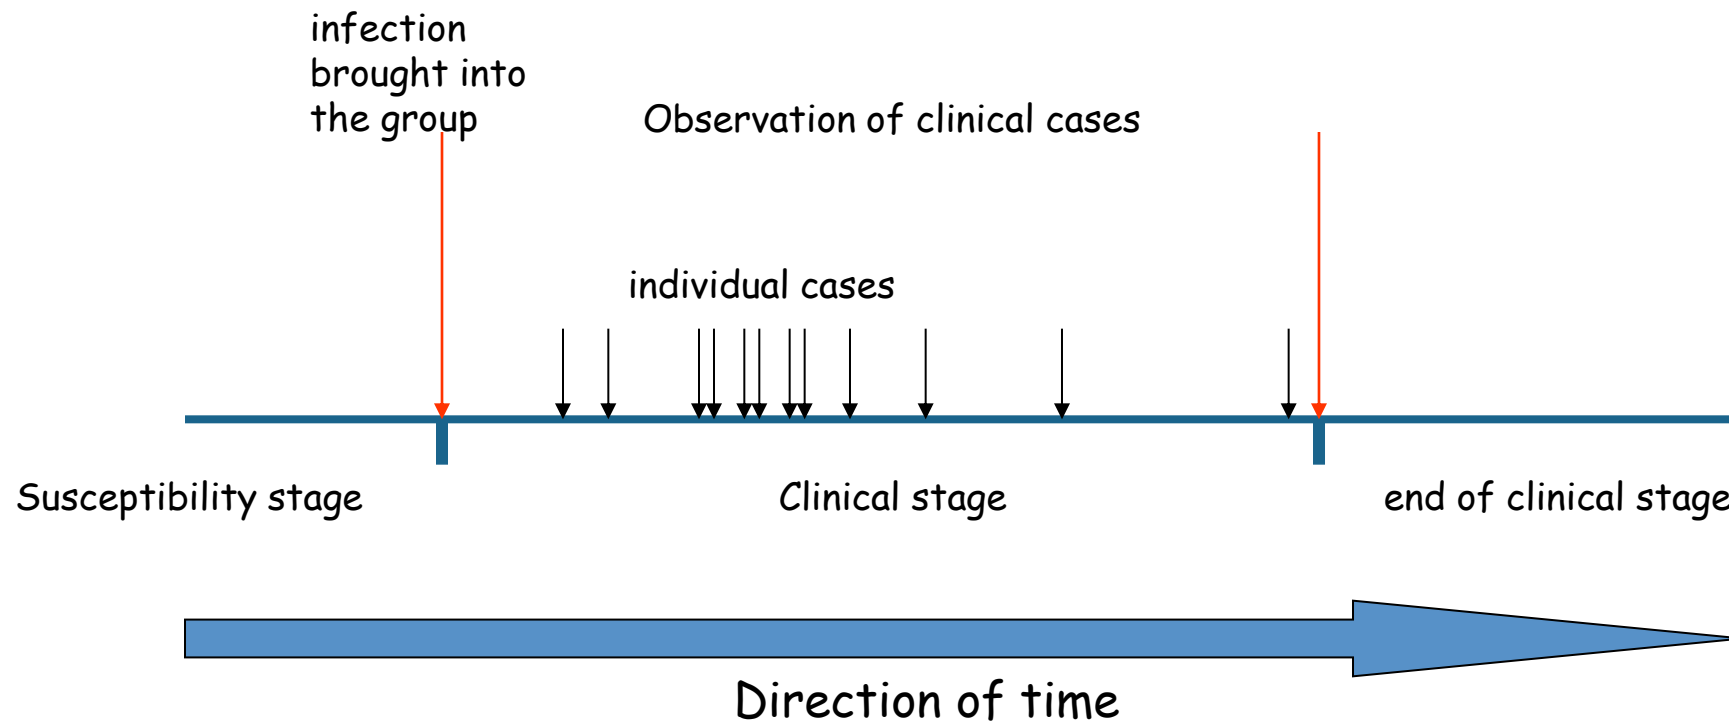 infection
brought into
the group
Observation of clinical cases
individual cases
Susceptibility stage
Clinical stage
end of clinical stage
Direction of time